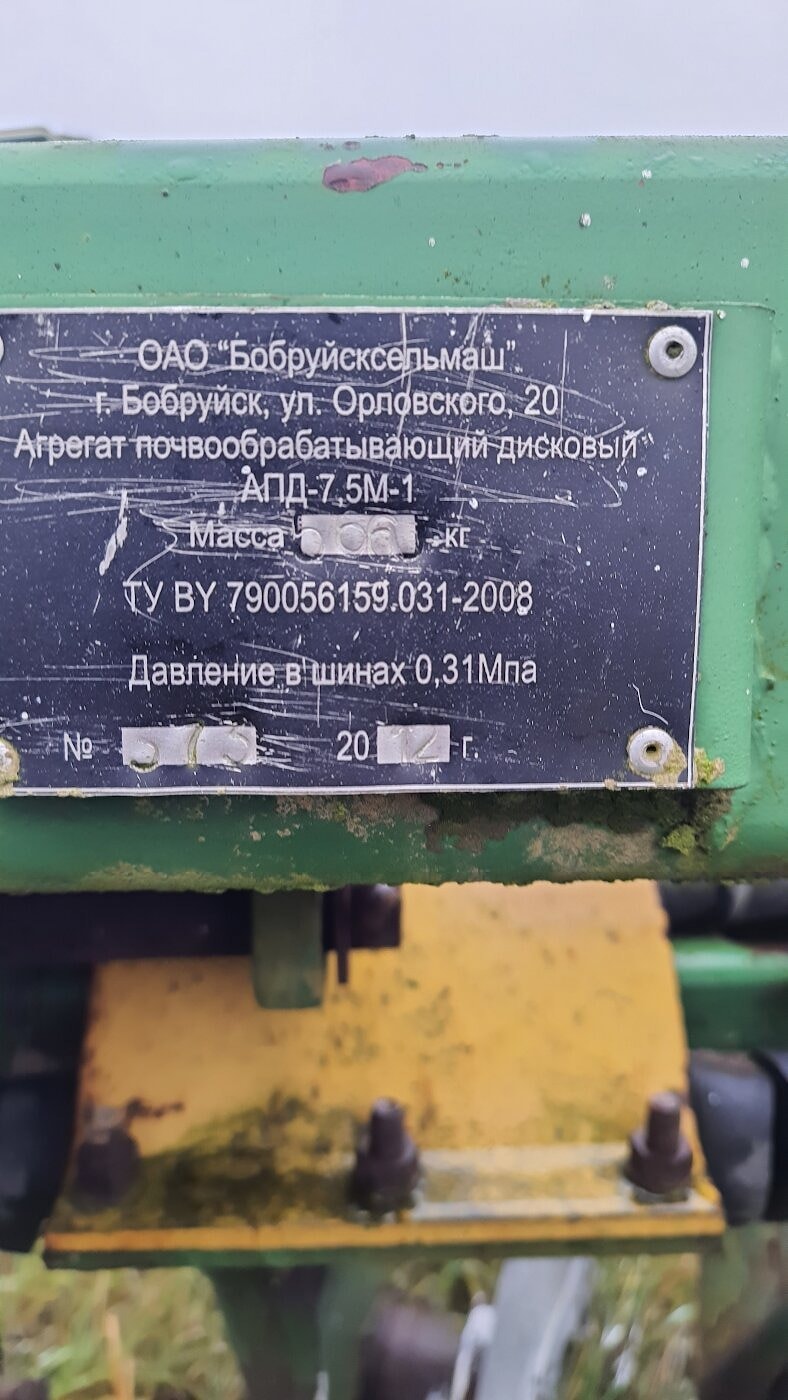 ОАО “Бобруйсксельмаш”
г. Бобруйск, ул. Орловского, 20
Агрегат почвообрабатывающий дисковый"
АПД-7,5М-1
Масса кг
ТУ BY 790056159.031-2008
Давление в шинах 0,31Мпа
№ 20 12 г.